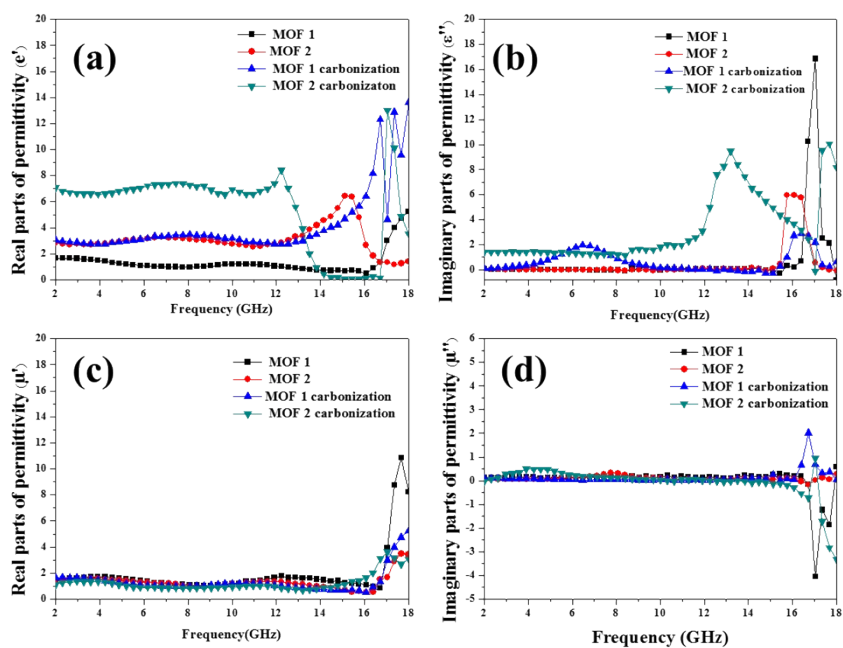 (a)
MOF 1
MOF 2
MOF 1 carbonization
MOF 2 carbonizaton
Real parts of permittivity (e')
20
18
16
14
12
10
8
6
4
2
0
2 4 6 8 10 12 14 16 18
Frequency (GHz)
(b)
MOF 1
MOF 2
MOF 1 carbonization
MOF 2 carbonization
Imaginary parts of permittivity (ε'')
20
18
16
14
12
10
8
6
4
2
0
2 4 6 8 10 12 14 16 18
Frequency(GHz)
(c)
MOF 1
MOF 2
MOF 1 carbonization
MOF 2 carbonization
Real parts of permittivity (μ')
20
18
16
14
12
10
8
6
4
2
0
2 4 6 8 10 12 14 16 18
Frequency(GHz)
(d)
MOF 1
MOF 2
MOF 1 carbonization
MOF 2 carbonization
Imaginary parts of permittivity (μ'')
6
5
4
3
2
1
0
-1
-2
-3
-4
-5
2 4 6 8 10 12 14 16 18
Frequency (GHz)